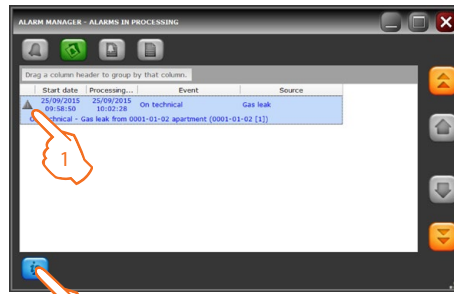 ALARM MANAGER - ALARMS IN PROCESSING
Drag a column header to group by that column.
Start date Processing... Event Source
25/09/2015 09:58:50 25/09/2015 10:02:28 On technical Gas leak
technical - Gas leak from 0001-01-02 apartment (0001-01-02 [1])
1